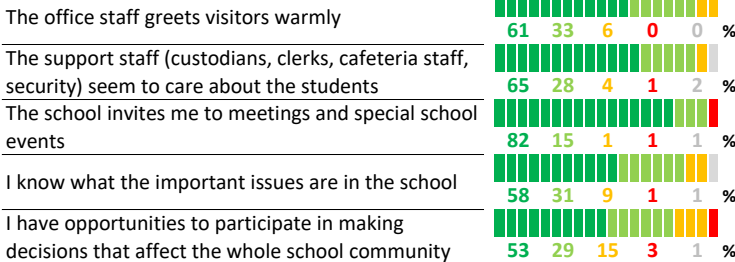 The office staff greets visitors warmly
61 33 6 0 0 %
The support staff (custodians, clerks, cafeteria staff,
security) seem to care about the students
65 28 4 1 2 %
The school invites me to meetings and special school
events
82 15 1 1 1 %
I know what the important issues are in the school
58 31 9 1 1 %
I have opportunities to participate in making
decisions that affect the whole school community
53 29 15 3 1 %